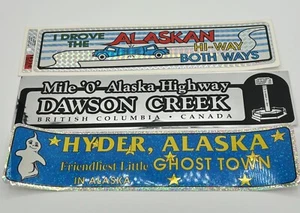 I DROVE ALASKAN
THE HI-WAY
BOTH WAYS
Mile '0' Alaska Highway
DAWSON CREEK
BRITISH COLUMBIA • CANADA
HYDER, ALASKA
Friendliest Little GHOST TOWN
IN ALASKA